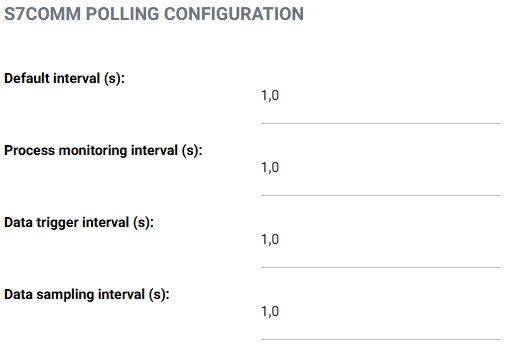 S7COMM POLLING CONFIGURATION
Default interval (s):
1,0
Process monitoring interval (s):
1,0
Data trigger interval (s):
1,0
Data sampling interval (s):
1,0